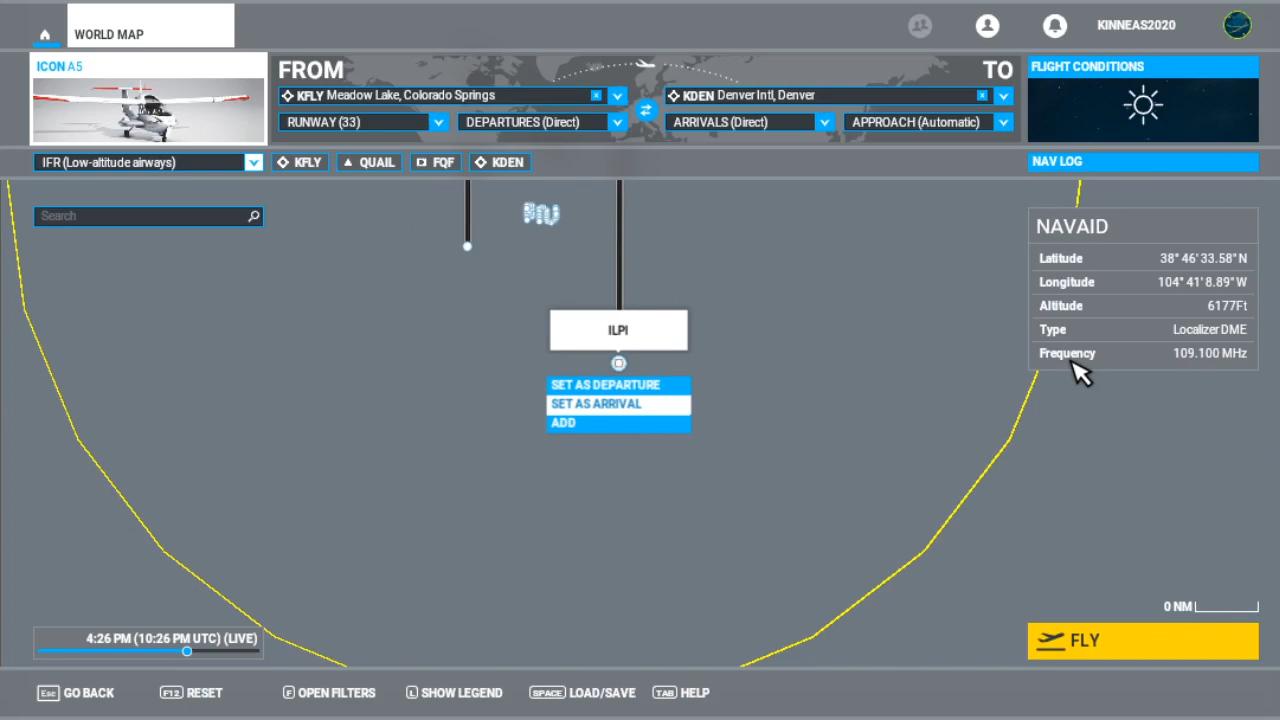 WORLD MAP
KINNEAS2020
ICON A5
FROM
TO
KFLY Meadow Lake, Colorado Springs
KDEN Denver Intl, Denver
RUNWAY (33)
DEPARTURES (Direct)
ARRIVALS (Direct)
APPROACH (Automatic)
FLIGHT CONDITIONS
IFR (Low-altitude airways)
KFLY
QUAIL
FQF
KDEN
NAV LOG
Search
NAVAID
Latitude 38° 46' 33.58" N
Longitude 104° 41' 8.89" W
Altitude 6177Ft
Type Localizer DME
Frequency 109.100 MHz
ILPI
SET AS DEPARTURE
SET AS ARRIVAL
ADD
0 NM
4:26 PM (10:26 PM UTC) (LIVE)
FLY
Esc GO BACK
F12 RESET
F OPEN FILTERS
L SHOW LEGEND
SPACE LOAD/SAVE
TAB HELP